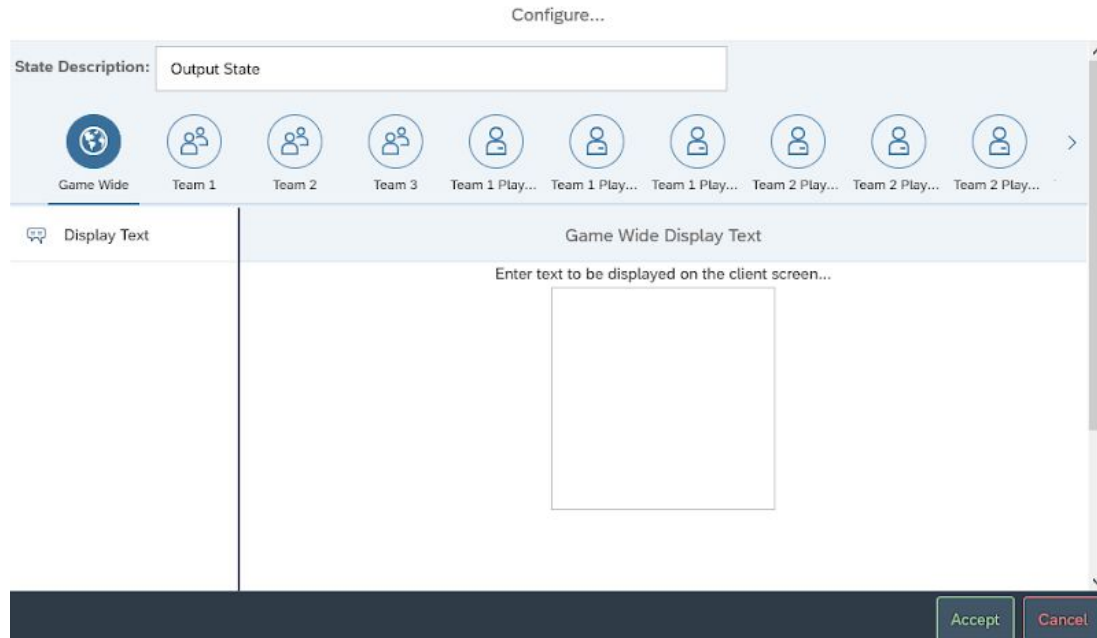 Configure...
State Description: Output State
Game Wide Team 1 Team 2 Team 3 Team 1 Play... Team 1 Play... Team 1 Play... Team 2 Play... Team 2 Play... Team 2 Play...
Display Text
Game Wide Display Text
Enter text to be displayed on the client screen...
Accept Cancel